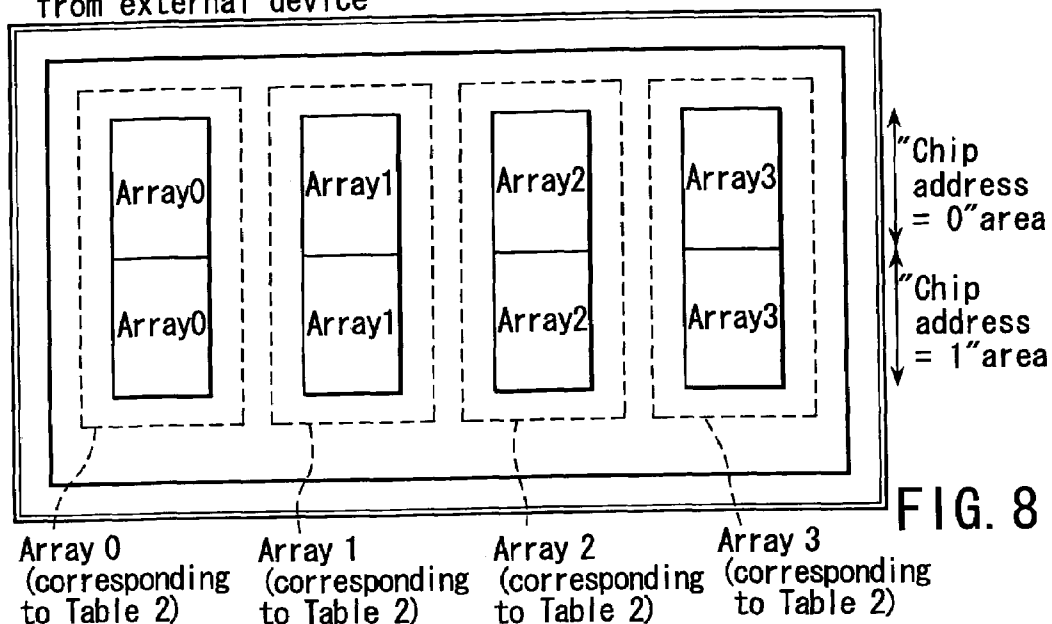 from external device
Array0 Array1 Array2 Array3
"Chip
address
= 0"area
Array0 Array1 Array2 Array3
"Chip
address
= 1"area
FIG. 8
Array 0
(corresponding
to Table 2)
Array 1
(corresponding
to Table 2)
Array 2
(corresponding
to Table 2)
Array 3
(corresponding
to Table 2)